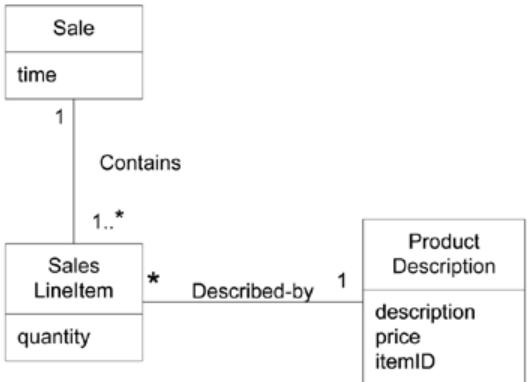 Sale
time
1
Contains
1..*
Sales
LineItem
quantity
*
Described-by
1
Product
Description
description
price
itemID